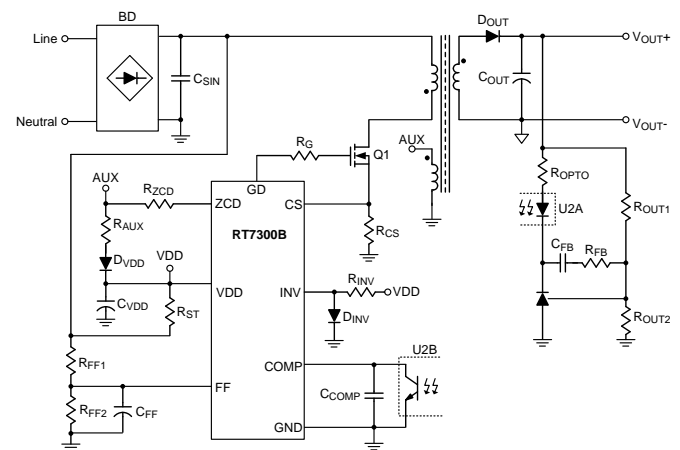 BD
Line
Neutral
CSIN
DOUT
VOUT+
COUT
VOUT-
AUX
RG
Q1
GD
ROPTO
U2A
ROUT1
AUX
RZCD
ZCD
CS
RCS
RAUX
RT7300B
DVDD
VDD
CFB
RFB
CVDD
RST
VDD
INV
RINV
VDD
DINV
ROUT2
RFF1
COMP
U2B
RFF2
CFF
FF
CCOMP
GND